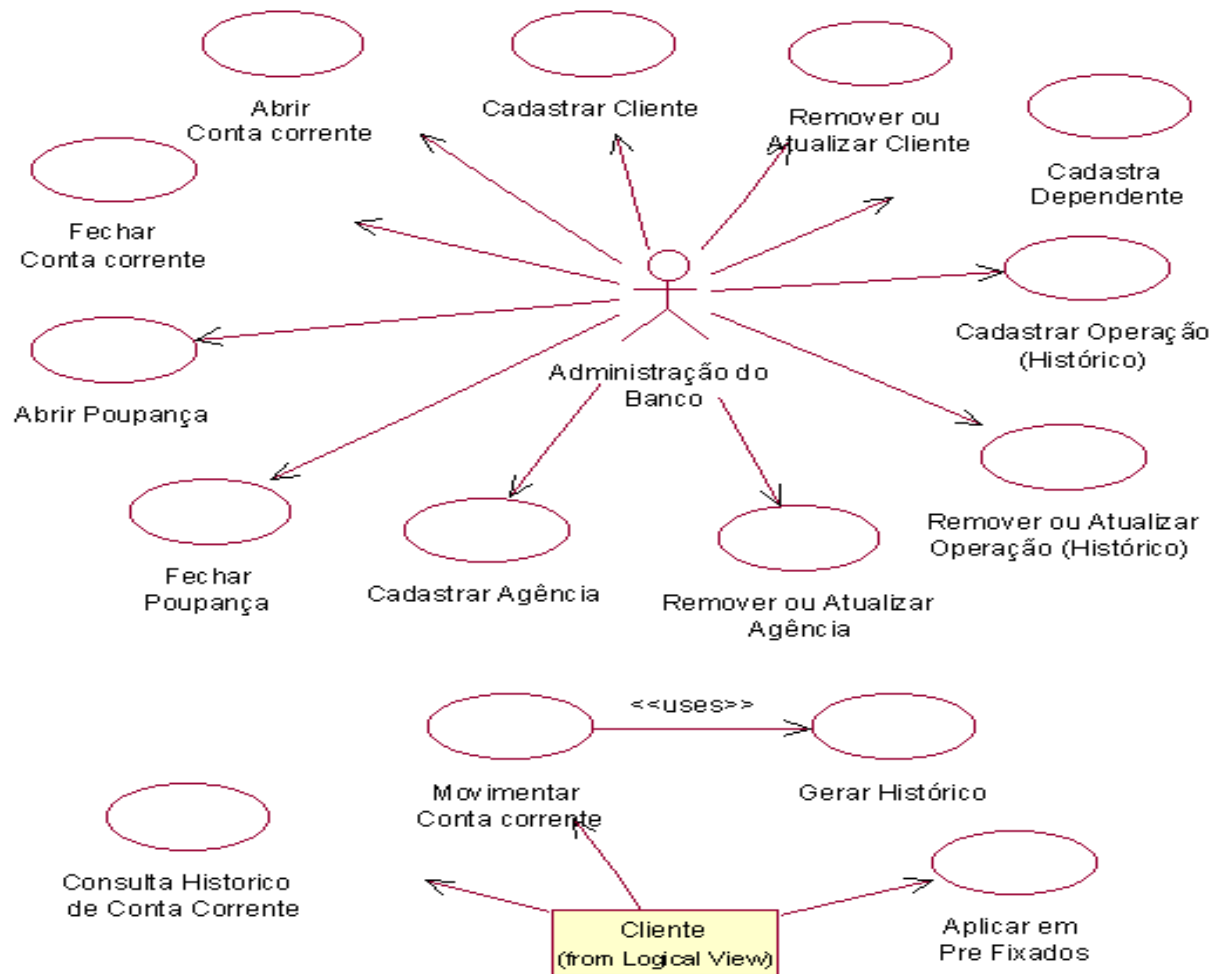 Abrir
Conta corrente
Cadastrar Cliente
Remover ou
Atualizar Cliente
Cadastra
Dependente
Fechar
Conta corrente
Cadastrar Operação
(Histórico)
Administração do
Banco
Abrir Poupança
Remover ou Atualizar
Operação (Histórico)
Fechar
Poupança
Cadastrar Agência
Remover ou Atualizar
Agência
<<uses>>
Movimentar
Conta corrente
Gerar Histórico
Consulta Historico
de Conta Corrente
Cliente
(from Logical View)
Aplicar em
Pre Fixados